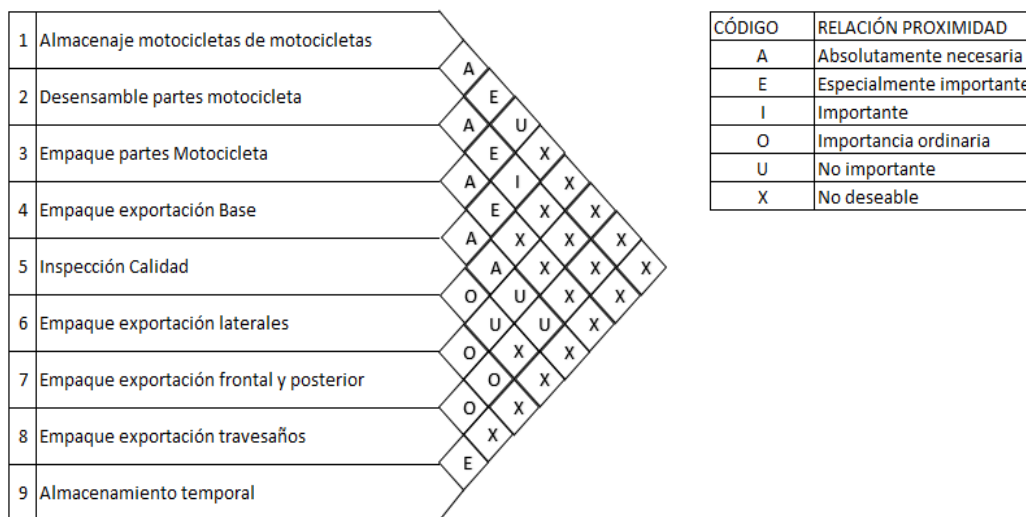 1 Almacenaje motocicletas de motocicletas
2 Desensamble partes motocicleta
3 Empaque partes Motocicleta
4 Empaque exportación Base
5 Inspección Calidad
6 Empaque exportación laterales
7 Empaque exportación frontal y posterior
8 Empaque exportación travesaños
9 Almacenamiento temporal
A
E
A U
E X
A I X
E X X
A X X X
A X X X
O U X X
U U X
O X X
O X
O X
X
E
CÓDIGO RELACIÓN PROXIMIDAD
A Absolutamente necesaria
E Especialmente importante
I Importante
O Importancia ordinaria
U No importante
X No deseable